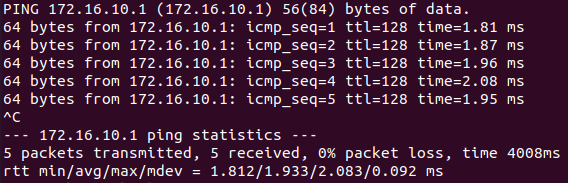 PING 172.16.10.1 (172.16.10.1) 56(84) bytes of data.
64 bytes from 172.16.10.1: icmp_seq=1 ttl=128 time=1.81 ms
64 bytes from 172.16.10.1: icmp_seq=2 ttl=128 time=1.87 ms
64 bytes from 172.16.10.1: icmp_seq=3 ttl=128 time=1.96 ms
64 bytes from 172.16.10.1: icmp_seq=4 ttl=128 time=2.08 ms
64 bytes from 172.16.10.1: icmp_seq=5 ttl=128 time=1.95 ms
^C
--- 172.16.10.1 ping statistics ---
5 packets transmitted, 5 received, 0% packet loss, time 4008ms
rtt min/avg/max/mdev = 1.812/1.933/2.083/0.092 ms